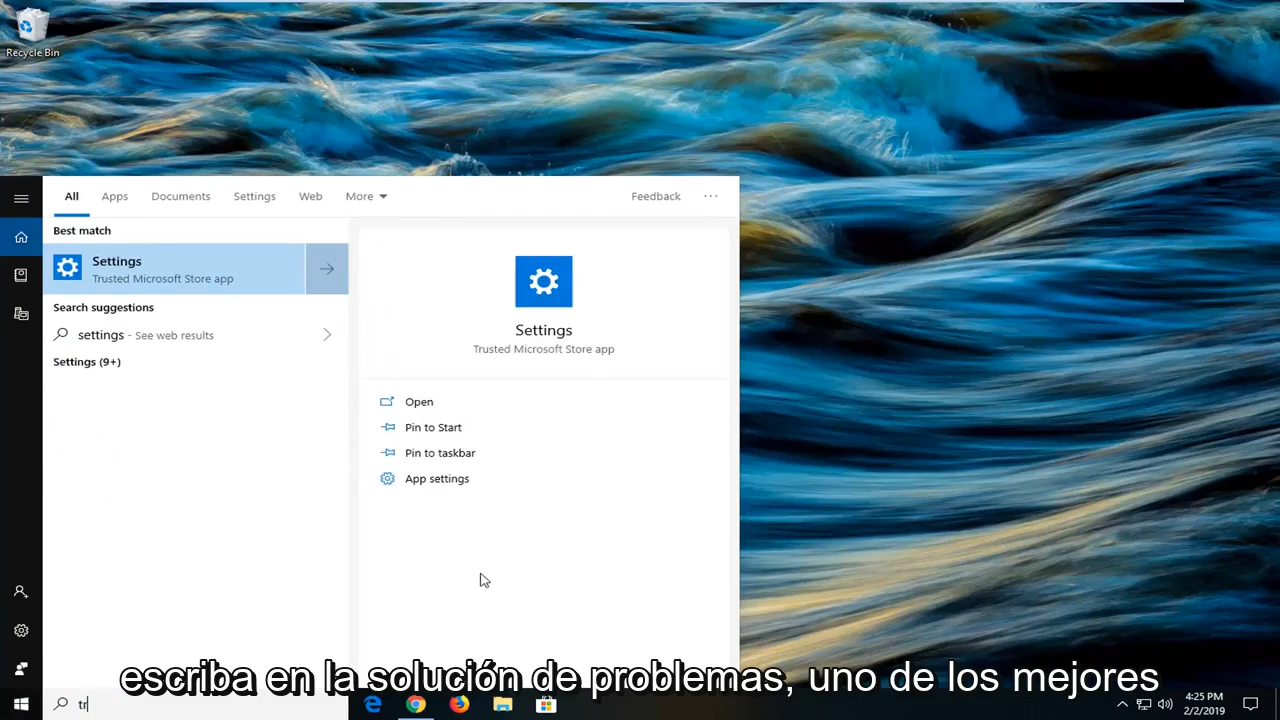 Recycle Bin
All Apps Documents Settings Web More Feedback ...
Best match
Settings
Trusted Microsoft Store app
Search suggestions
settings - See web results
Settings (9+)
Settings
Trusted Microsoft Store app
Open
Pin to Start
Pin to taskbar
App settings
escriba en la solución de problemas, uno de los mejores
tr
4:25 PM
2/2/2019